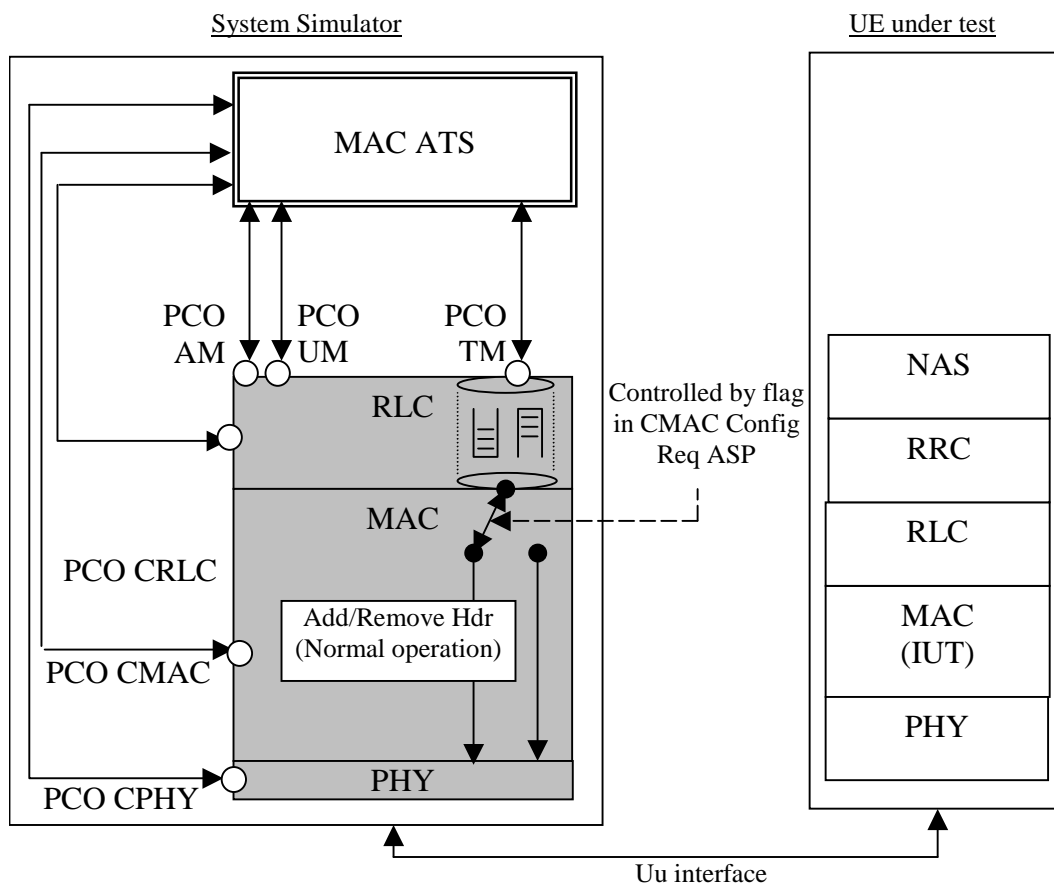 System Simulator
UE under test
MAC ATS
PCO
AM
PCO
UM
PCO
TM
RLC
Controlled by flag
in CMAC Config
Req ASP
MAC
PCO CRLC
Add/Remove Hdr
(Normal operation)
PCO CMAC
PHY
PCO CPHY
NAS
RRC
RLC
MAC
(IUT)
PHY
Uu interface